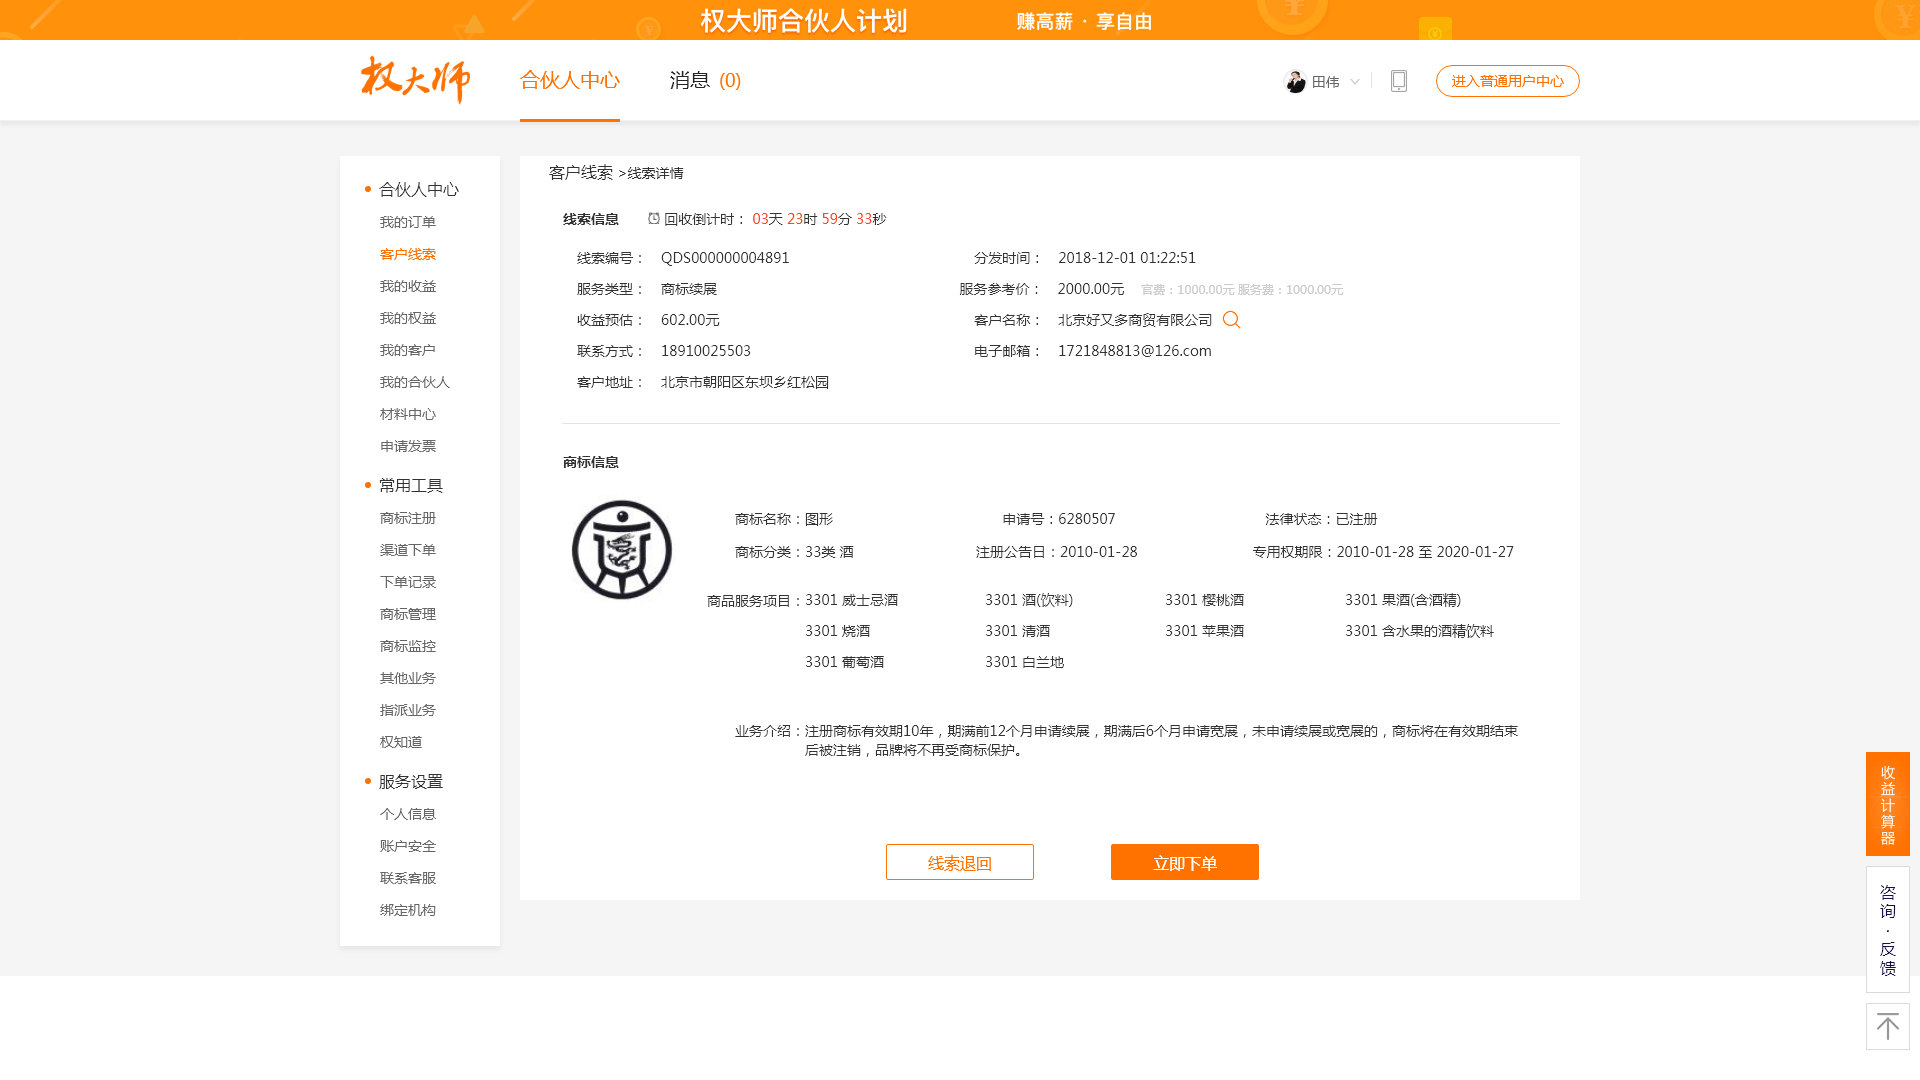 权大师合伙人计划 赚高薪 · 享自由
权大师 合伙人中心 消息 (0) 田伟 进入普通用户中心
合伙人中心
我的订单
客户线索
我的收益
我的权益
我的客户
我的合伙人
材料中心
申请发票
常用工具
商标注册
渠道下单
下单记录
商标管理
商标监控
其他业务
指派业务
权知道
服务设置
个人信息
账户安全
联系客服
绑定机构
客户线索 >线索详情
线索信息 回收倒计时： 03天 23时 59分 33秒
线索编号： QDS000000004891 分发时间： 2018-12-01 01:22:51
服务类型： 商标续展 服务参考价： 2000.00元 官费：1000.00元 服务费：1000.00元
收益预估： 602.00元 客户名称： 北京好又多商贸有限公司
联系方式： 18910025503 电子邮箱： 1721848813@126.com
客户地址： 北京市朝阳区东坝乡红松园
商标信息
商标名称：图形 申请号：6280507 法律状态：已注册
商标分类：33类 酒 注册公告日：2010-01-28 专用权期限：2010-01-28 至 2020-01-27
商品服务项目：3301 威士忌酒 3301 酒(饮料) 3301 樱桃酒 3301 果酒(含酒精)
3301 烧酒 3301 清酒 3301 苹果酒 3301 含水果的酒精饮料
3301 葡萄酒 3301 白兰地
业务介绍：注册商标有效期10年，期满前12个月申请续展，期满后6个月申请宽展，未申请续展或宽展的，商标将在有效期结束
后被注销，品牌将不再受商标保护。
线索退回 立即下单
收益计算器
咨询·反馈